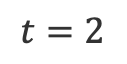 t = 2